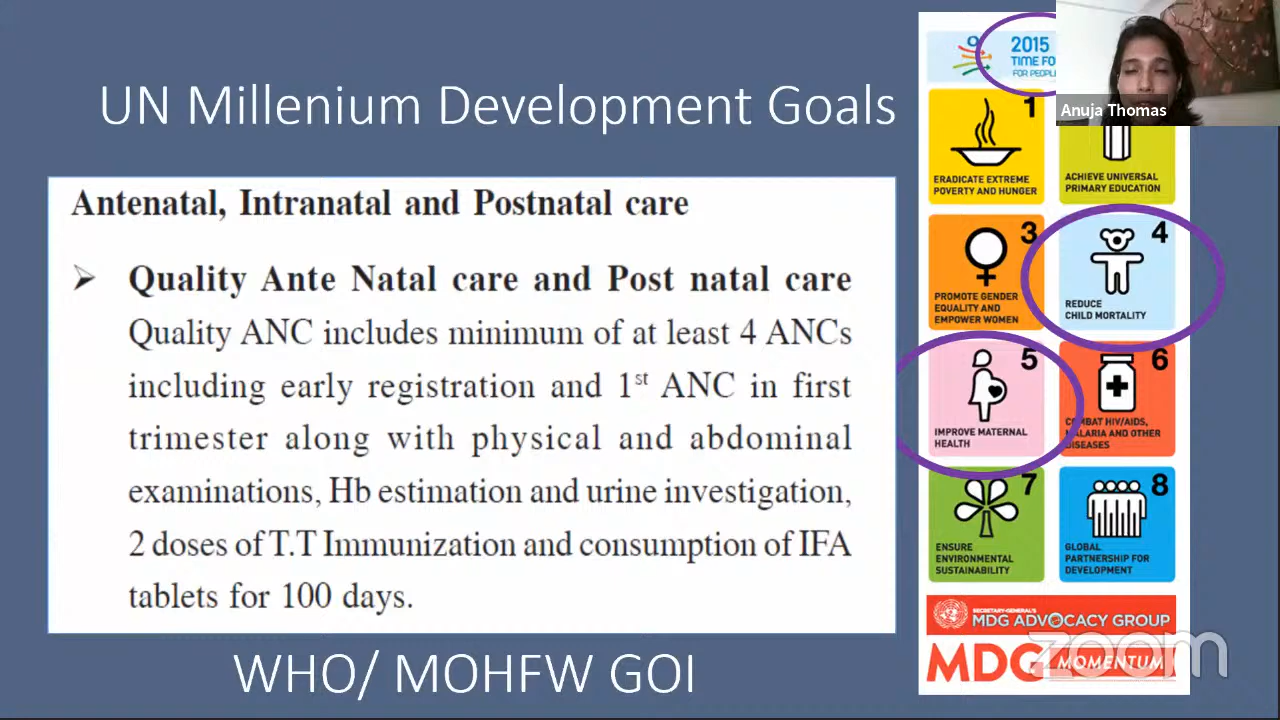 UN Millenium Development Goals
Antenatal, Intranatal and Postnatal care
➢ Quality Ante Natal care and Post natal care
Quality ANC includes minimum of at least 4 ANCs
including early registration and 1st ANC in first
trimester along with physical and abdominal
examinations, Hb estimation and urine investigation,
2 doses of T.T Immunization and consumption of IFA
tablets for 100 days.
WHO/ MOHFW GOI
2015
TIME
FOR
Anuja Thomas
1
ERADICATE EXTREME
POVERTY AND HUNGER
ACHIEVE UNIVERSAL
PRIMARY EDUCATION
3
PROMOTE GENDER
EQUALITY AND
EMPOWER WOMEN
4
REDUCE
CHILD MORTALITY
5
IMPROVE MATERNAL
HEALTH
6
COMBAT HIV/AIDS,
MALARIA AND OTHER
DISEASES
7
ENSURE
ENVIRONMENTAL
SUSTAINABILITY
8
GLOBAL
PARTNERSHIP FOR
DEVELOPMENT
SECRETARY-GENERAL'S
MDG ADVOCACY GROUP
MDG MOMENTUM
zoom